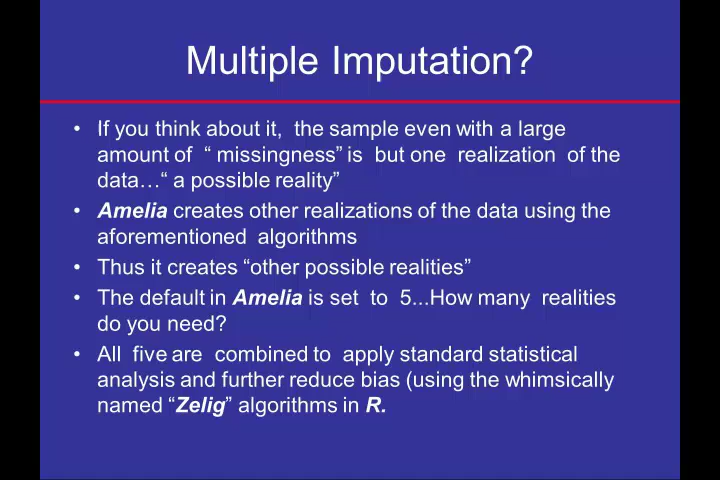 Multiple Imputation?
• If you think about it, the sample even with a large
amount of “ missingness” is but one realization of the
data…“ a possible reality”
• Amelia creates other realizations of the data using the
aforementioned algorithms
• Thus it creates “other possible realities”
• The default in Amelia is set to 5...How many realities
do you need?
• All five are combined to apply standard statistical
analysis and further reduce bias (using the whimsically
named “Zelig” algorithms in R.